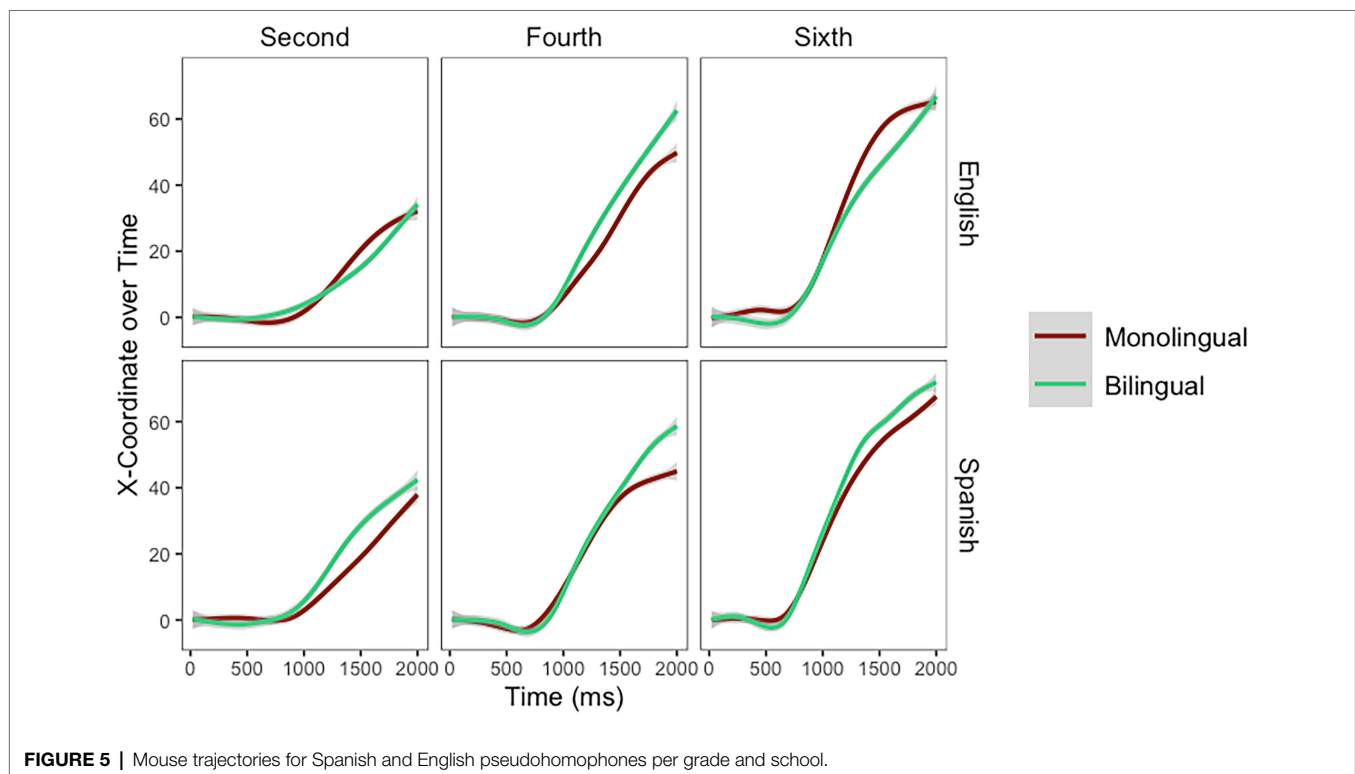 Second Fourth Sixth
60
40
20
0
English
60
40
20
0
Spanish
X-Coordinate over Time
0 500 1000 1500 2000 0 500 1000 1500 2000 0 500 1000 1500 2000
Time (ms)
Monolingual
Bilingual
FIGURE 5 | Mouse trajectories for Spanish and English pseudohomophones per grade and school.